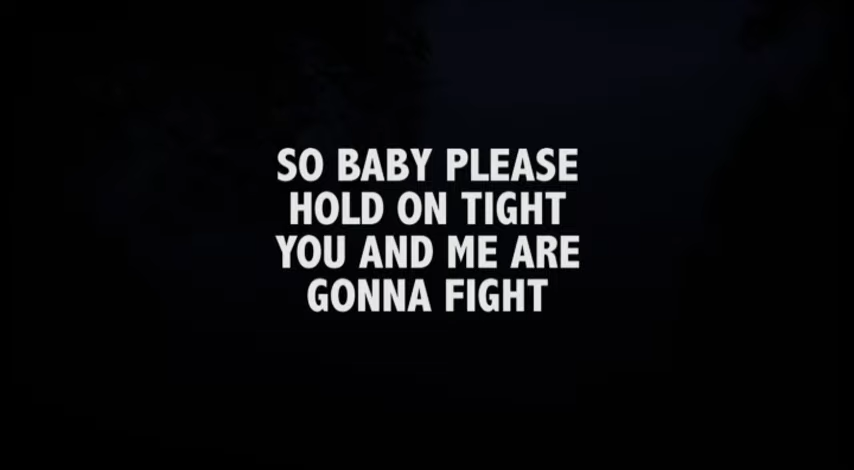 SO BABY PLEASE
HOLD ON TIGHT
YOU AND ME ARE
GONNA FIGHT